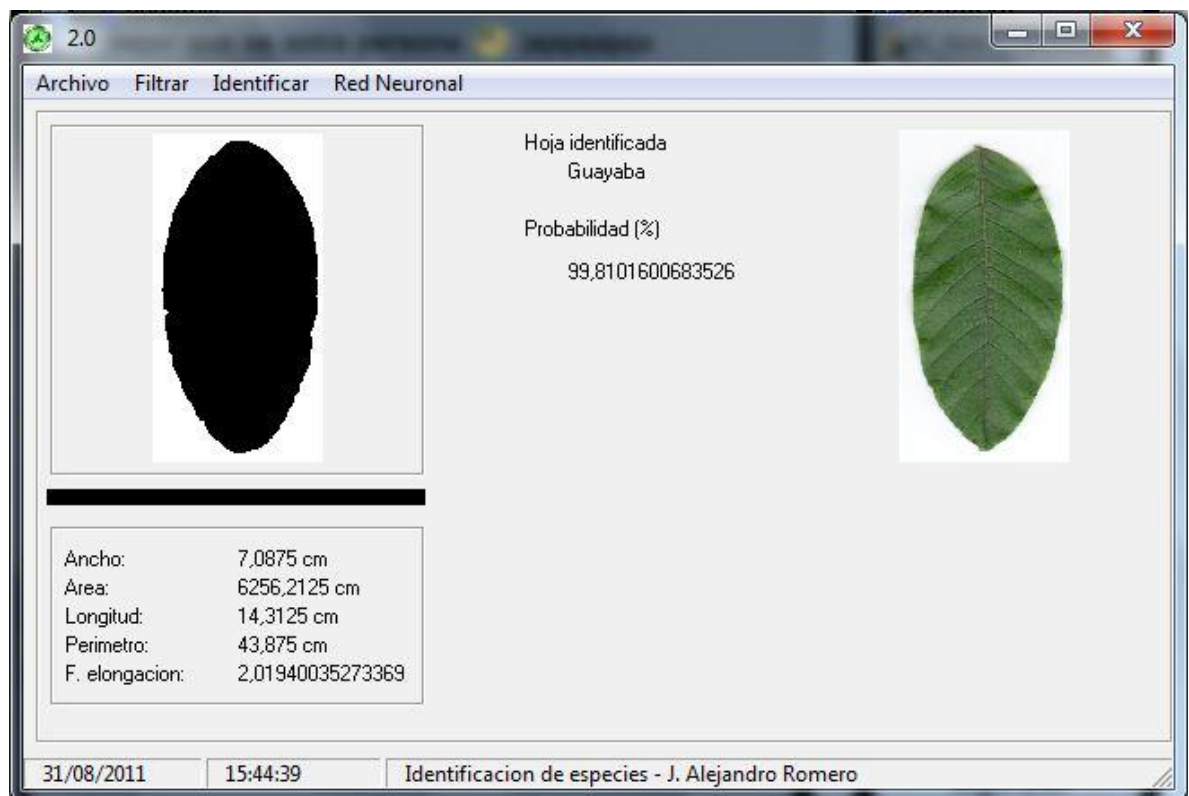 2.0
Archivo Filtrar Identificar Red Neuronal
Hoja identificada
Guayaba
Probabilidad (%)
99,8101600683526
Ancho: 7,0875 cm
Area: 6256,2125 cm
Longitud: 14,3125 cm
Perimetro: 43,875 cm
F. elongacion: 2,01940035273369
31/08/2011 15:44:39 Identificacion de especies - J. Alejandro Romero